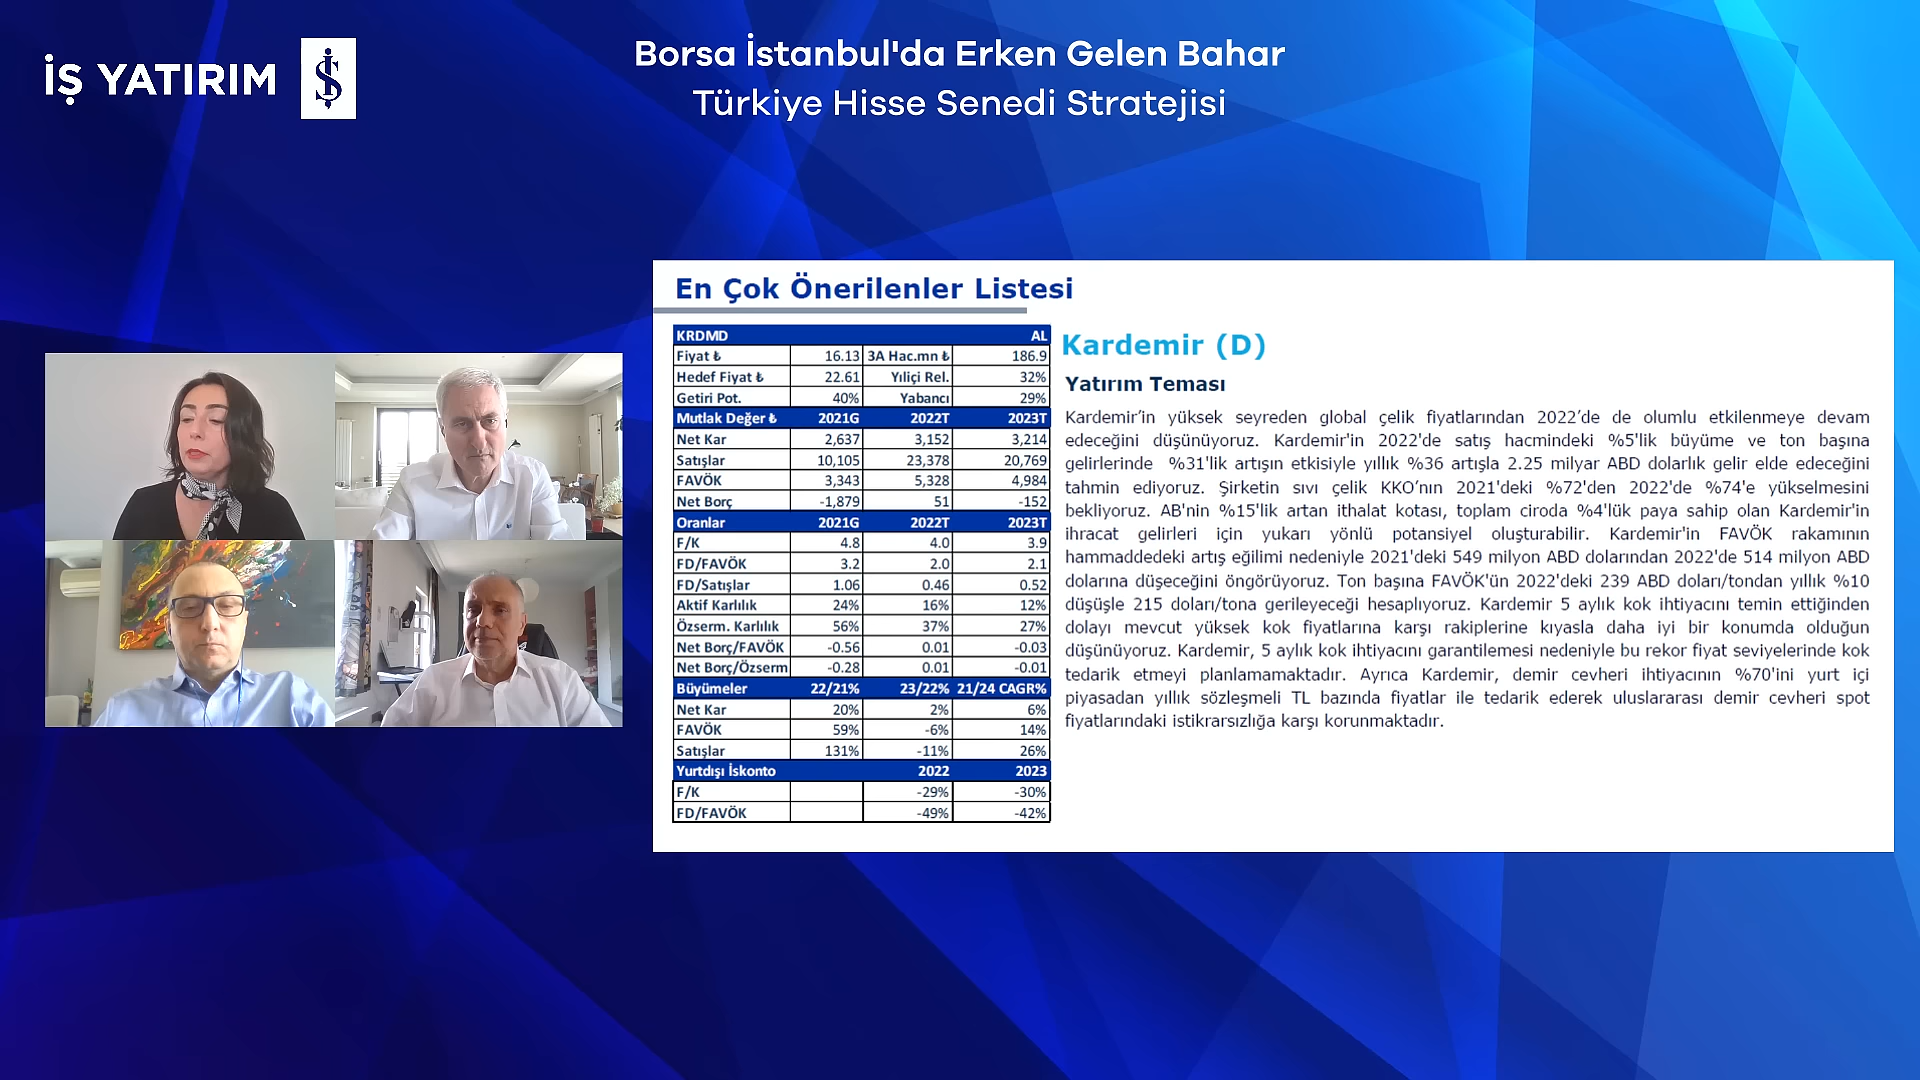 İŞ YATIRIM
Borsa İstanbul'da Erken Gelen Bahar
Türkiye Hisse Senedi Stratejisi
En Çok Önerilenler Listesi
KRDMD AL
Fiyat ₺ 16.13 3A Hac.mn ₺ 186.9
Hedef Fiyat ₺ 22.61 Yıliçi Rel. 32%
Getiri Pot. 40% Yabancı 29%
Mutlak Değer ₺ 2021G 2022T 2023T
Net Kar 2,637 3,152 3,214
Satışlar 10,105 23,378 20,769
FAVÖK 3,343 5,328 4,984
Net Borç -1,879 51 -152
Oranlar 2021G 2022T 2023T
F/K 4.8 4.0 3.9
FD/FAVÖK 3.2 2.0 2.1
FD/Satışlar 1.06 0.46 0.52
Aktif Karlılık 24% 16% 12%
Özserm. Karlılık 56% 37% 27%
Net Borç/FAVÖK -0.56 0.01 -0.03
Net Borç/Özserm -0.28 0.01 -0.01
Büyümeler 22/21% 23/22% 21/24 CAGR%
Net Kar 20% 2% 6%
FAVÖK 59% -6% 14%
Satışlar 131% -11% 26%
Yurtdışı İskonto 2022 2023
F/K -29% -30%
FD/FAVÖK -49% -42%
Kardemir (D)
Yatırım Teması
Kardemir’in yüksek seyreden global çelik fiyatlarından 2022’de de olumlu etkilenmeye devam
edeceğini düşünüyoruz. Kardemir'in 2022'de satış hacmindeki %5'lik büyüme ve ton başına
gelirlerinde %31'lik artışın etkisiyle yıllık %36 artışla 2.25 milyar ABD dolarlık gelir elde edeceğini
tahmin ediyoruz. Şirketin sıvı çelik KKO’nın 2021'deki %72'den 2022'de %74'e yükselmesini
bekliyoruz. AB'nin %15'lik artan ithalat kotası, toplam ciroda %4'lük paya sahip olan Kardemir'in
ihracat gelirleri için yukarı yönlü potansiyel oluşturabilir. Kardemir'in FAVÖK rakamının
hammaddedeki artış eğilimi nedeniyle 2021'deki 549 milyon ABD dolarından 2022'de 514 milyon ABD
dolarına düşeceğini öngörüyoruz. Ton başına FAVÖK'ün 2022'deki 239 ABD doları/tondan yıllık %10
düşüşle 215 doları/tona gerileyeceği hesaplıyoruz. Kardemir 5 aylık kok ihtiyacını temin ettiğinden
dolayı mevcut yüksek kok fiyatlarına karşı rakiplerine kıyasla daha iyi bir konumda olduğun
düşünüyoruz. Kardemir, 5 aylık kok ihtiyacını garantilemesi nedeniyle bu rekor fiyat seviyelerinde kok
tedarik etmeyi planlamamaktadır. Ayrıca Kardemir, demir cevheri ihtiyacının %70'ini yurt içi
piyasadan yıllık sözleşmeli TL bazında fiyatlar ile tedarik ederek uluslararası demir cevheri spot
fiyatlarındaki istikrarsızlığa karşı korunmaktadır.